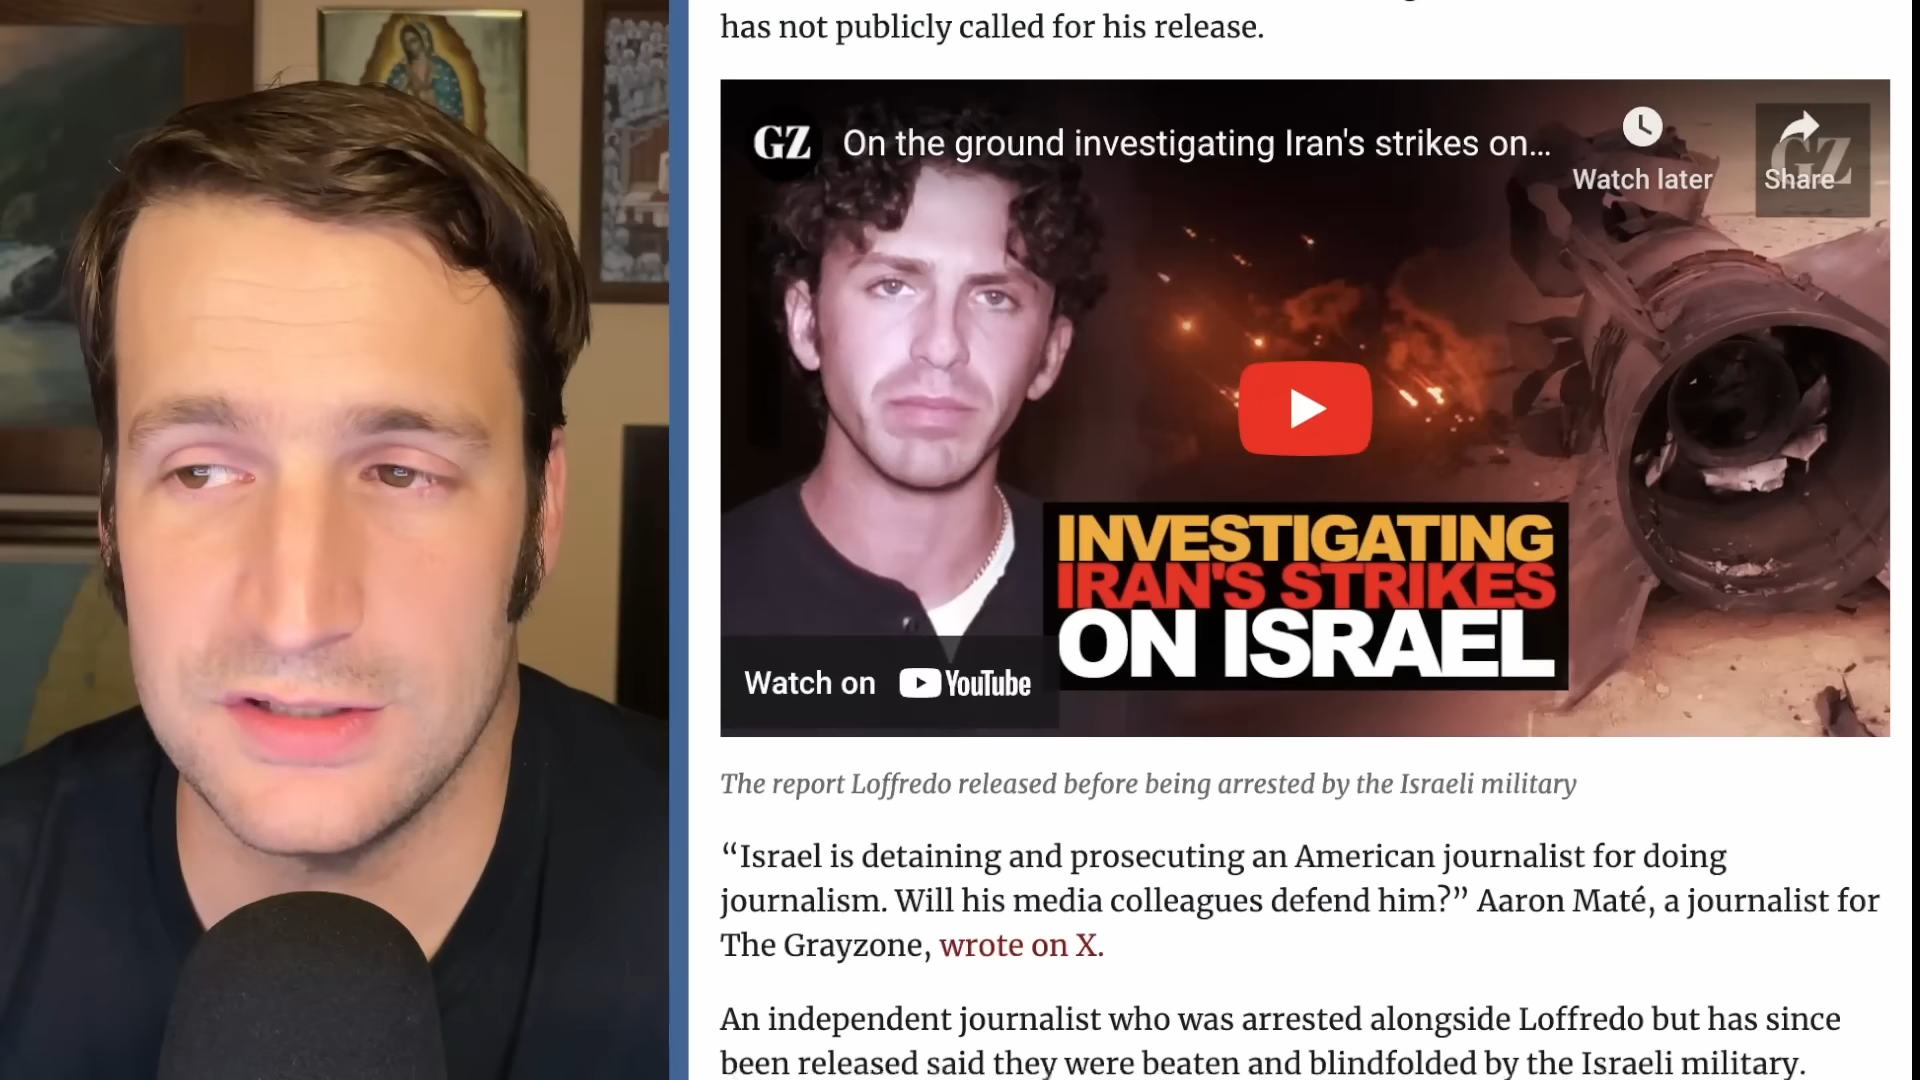 has not publicly called for his release.
GZ On the ground investigating Iran's strikes on...
Watch later
Share
GZ
INVESTIGATING
IRAN'S STRIKES
ON ISRAEL
Watch on YouTube
The report Loffredo released before being arrested by the Israeli military
“Israel is detaining and prosecuting an American journalist for doing
journalism. Will his media colleagues defend him?” Aaron Maté, a journalist for
The Grayzone, wrote on X.
An independent journalist who was arrested alongside Loffredo but has since
been released said they were beaten and blindfolded by the Israeli military.